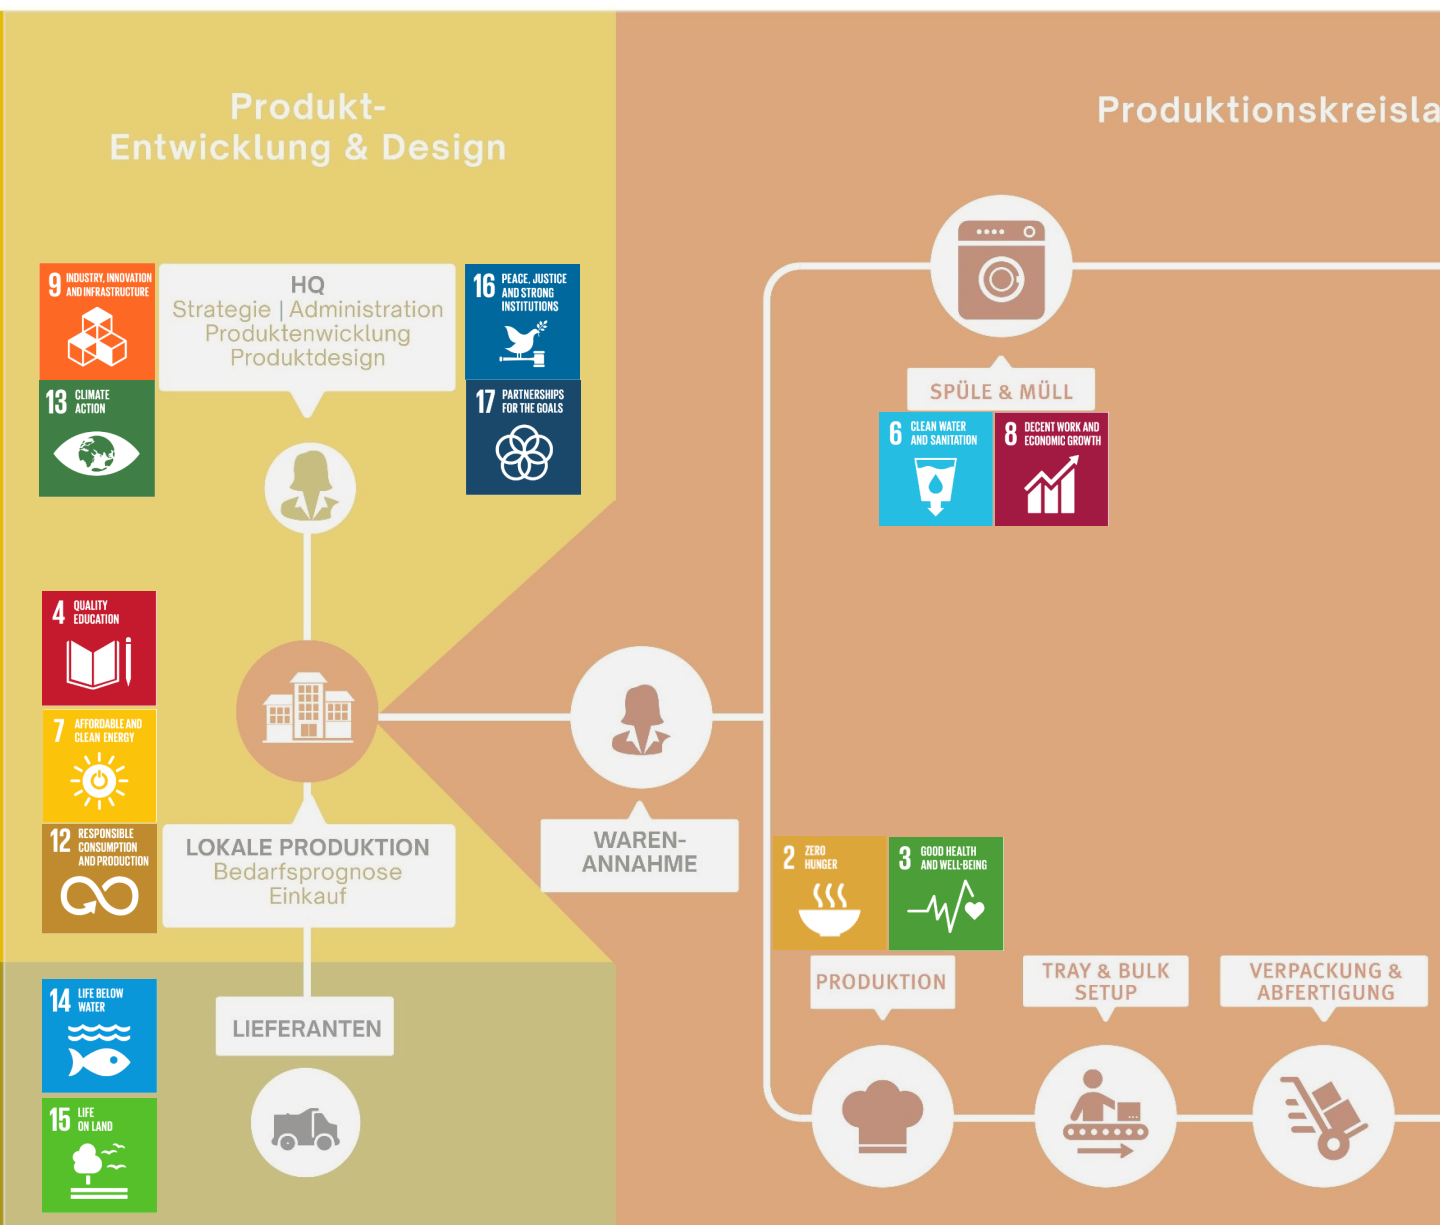 Produkt-
Entwicklung & Design
Produktionskreisla
9 INDUSTRY, INNOVATION
AND INFRASTRUCTURE
HQ
Strategie | Administration
Produktenwicklung
Produktdesign
16 PEACE, JUSTICE
AND STRONG
INSTITUTIONS
13 CLIMATE
ACTION
17 PARTNERSHIPS
FOR THE GOALS
SPÜLE & MÜLL
6 CLEAN WATER
AND SANITATION
8 DECENT WORK AND
ECONOMIC GROWTH
4 QUALITY
EDUCATION
7 AFFORDABLE AND
CLEAN ENERGY
12 RESPONSIBLE
CONSUMPTION
AND PRODUCTION
LOKALE PRODUKTION
Bedarfsprognose
Einkauf
WAREN-
ANNAHME
2 ZERO
HUNGER
3 GOOD HEALTH
AND WELL-BEING
PRODUKTION
TRAY & BULK
SETUP
VERPACKUNG &
ABFERTIGUNG
14 LIFE BELOW
WATER
LIEFERANTEN
15 LIFE
ON LAND